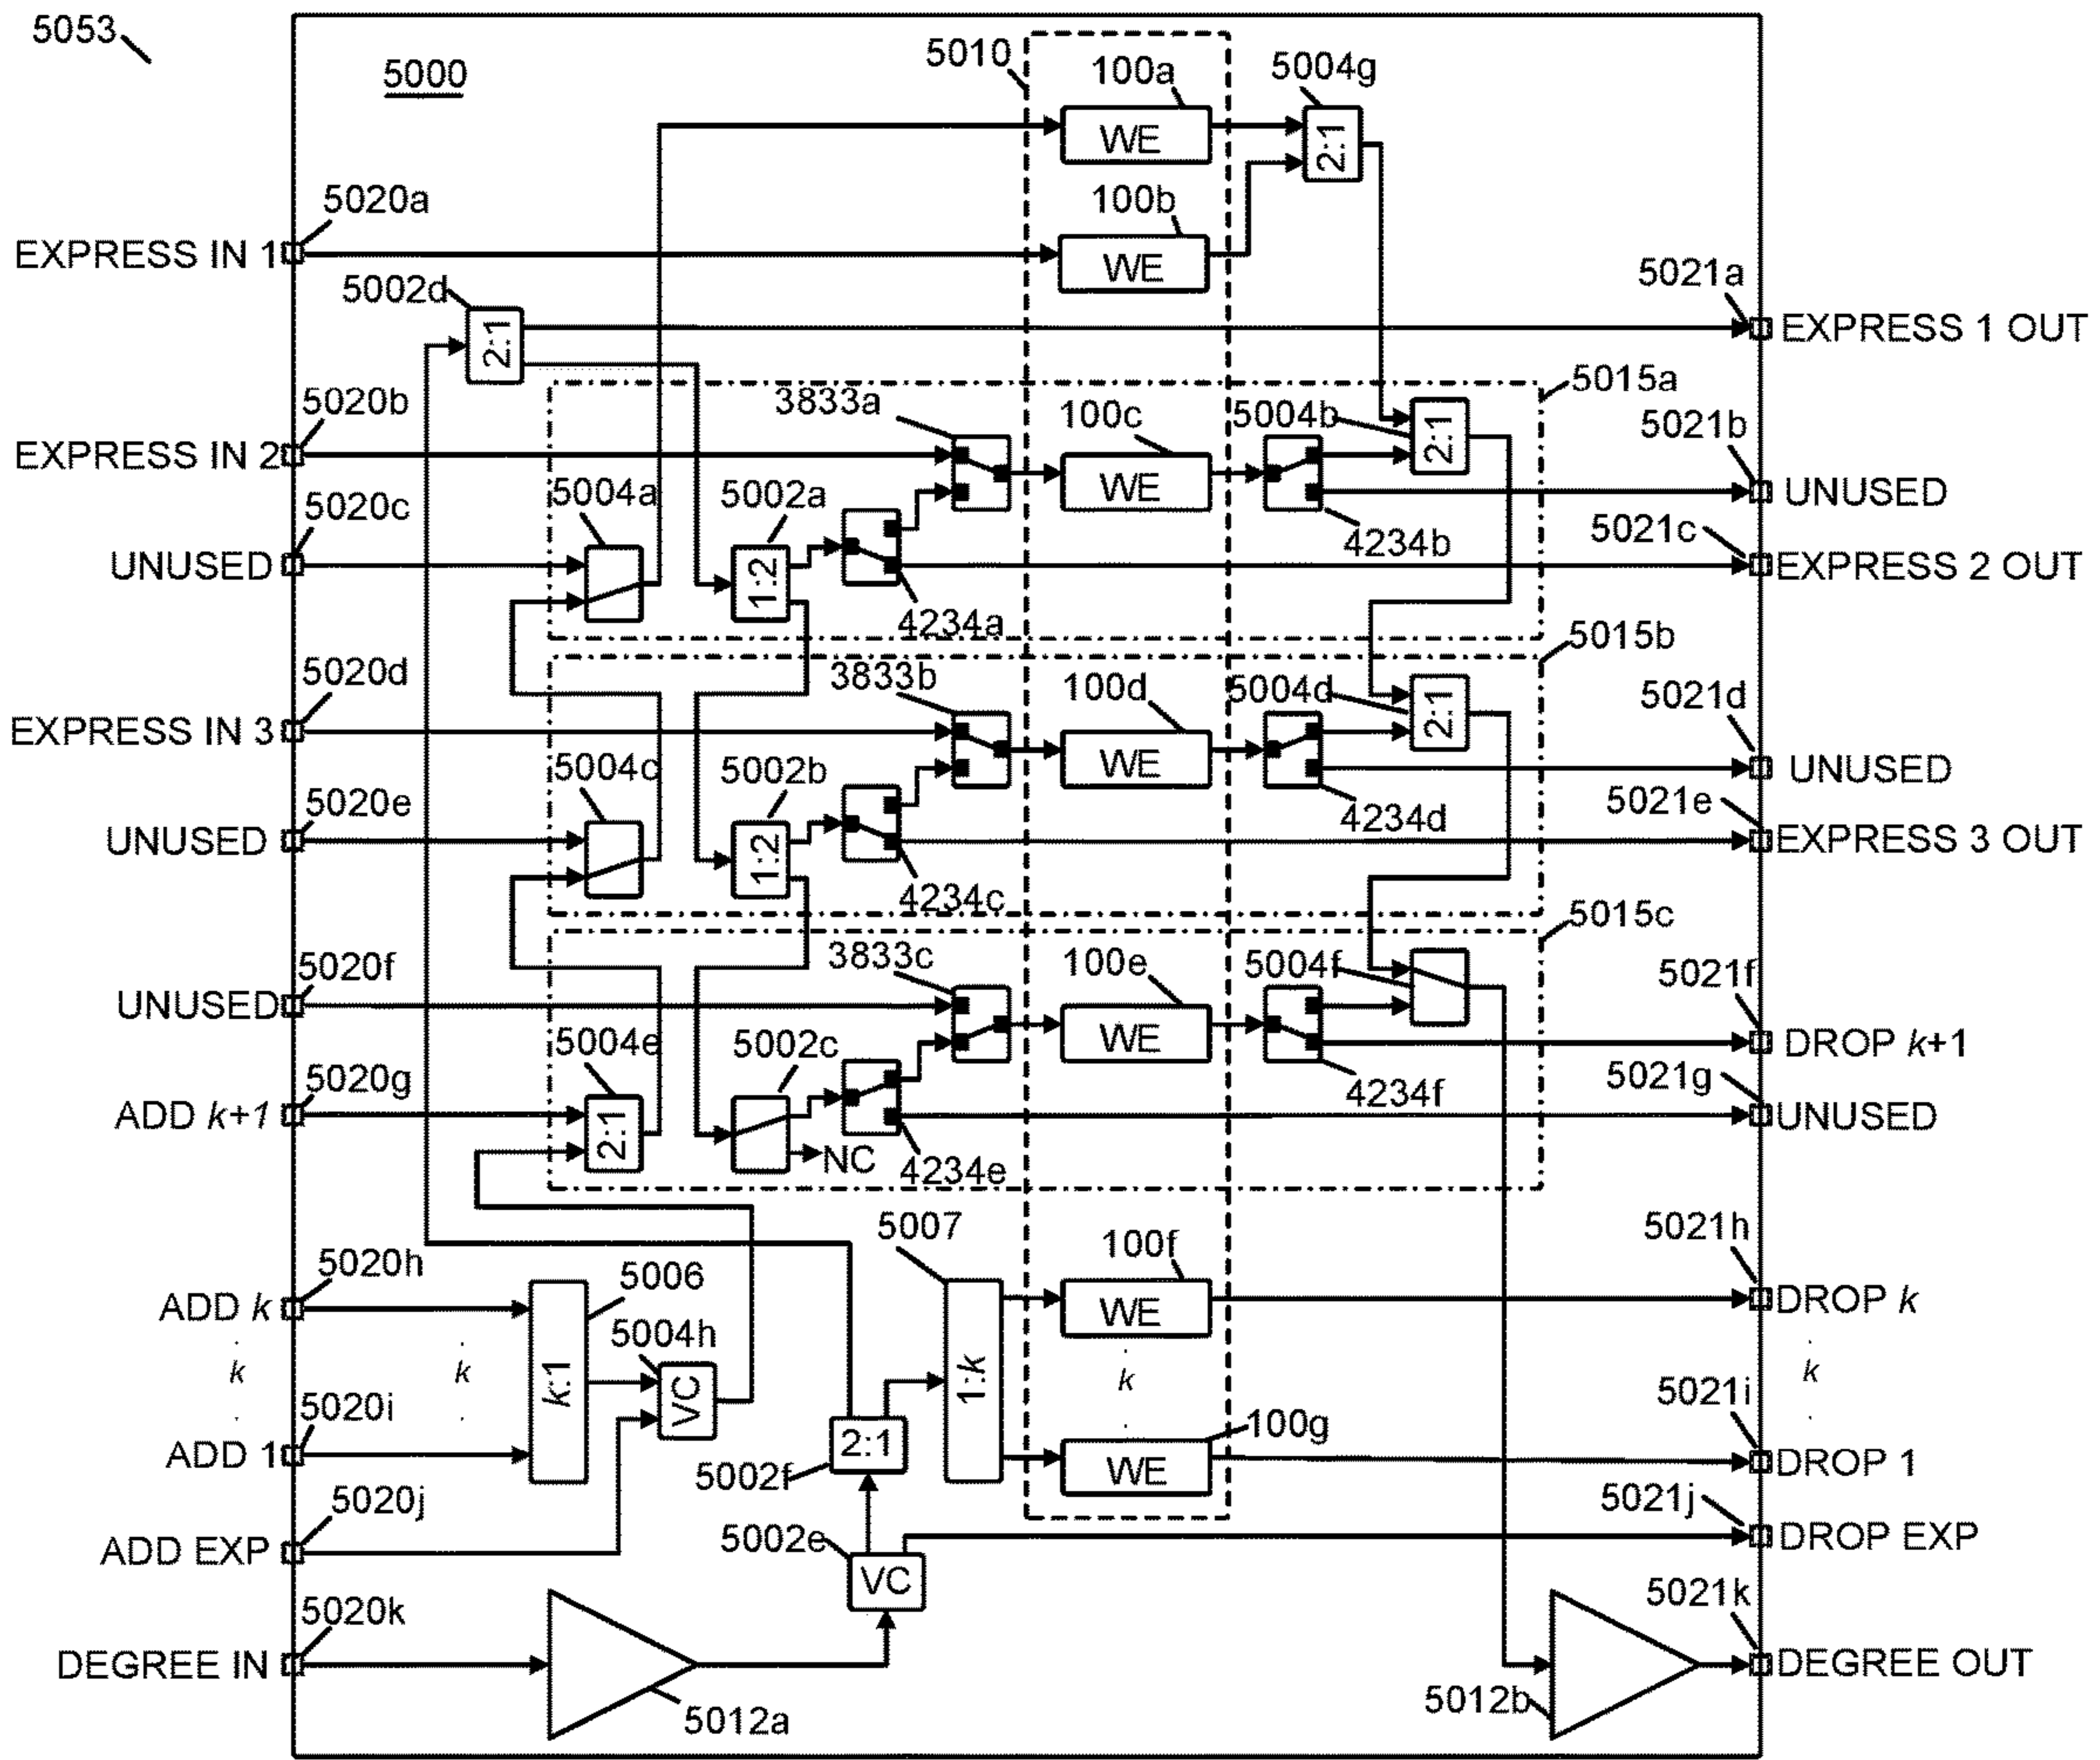 5053
5000
5010
100a
5004g
WE
2:1
5020a
100b
EXPRESS IN 1
WE
5021a
5002d
2:1
EXPRESS 1 OUT
5015a
5020b
3833a
100c
5004b
2:1
5021b
EXPRESS IN 2
5004a
5002a
WE
UNUSED
5020c
4234b
5021c
UNUSED
1:2
EXPRESS 2 OUT
4234a
5015b
5020d
3833b
100d
5004d
2:1
5021d
EXPRESS IN 3
5004c
5002b
WE
UNUSED
5020e
4234d
5021e
UNUSED
1:2
EXPRESS 3 OUT
4234c
5015c
5020f
3833c
100e
5004f
5021f
UNUSED
5004e
5002c
WE
DROP k+1
5020g
4234f
5021g
ADD k+1
2:1
UNUSED
NC
4234e
5007
5021h
5020h
100f
5006
ADD k
WE
DROP k
5004h
k
k
k:1
VC
1:k
k
k
5020i
5021i
100g
ADD 1
2:1
WE
DROP 1
5002f
5020j
5021j
5002e
ADD EXP
DROP EXP
VC
5020k
5021k
DEGREE IN
DEGREE OUT
5012a
5012b